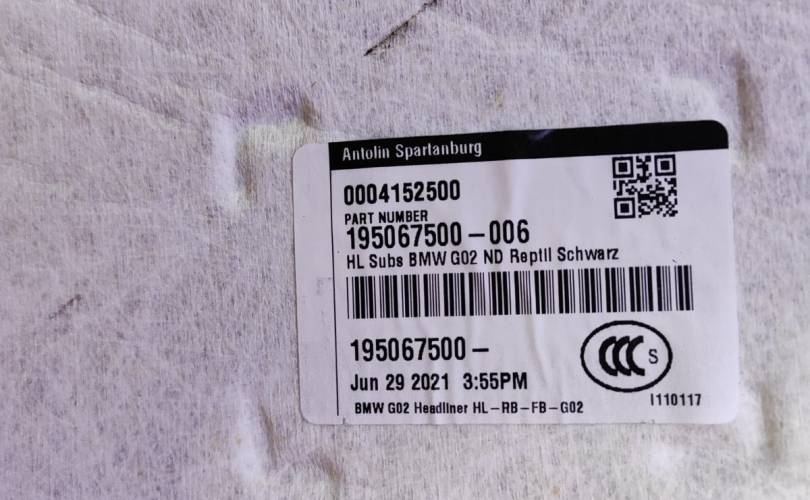 Antolin Spartanburg
0004152500
PART NUMBER
195067500-006
HL Subs BMW G02 ND Reptil Schwarz
195067500-
Jun 29 2021 3:55PM
CCC S
I110117
BMW G02 Headliner HL-RB-FB-G02